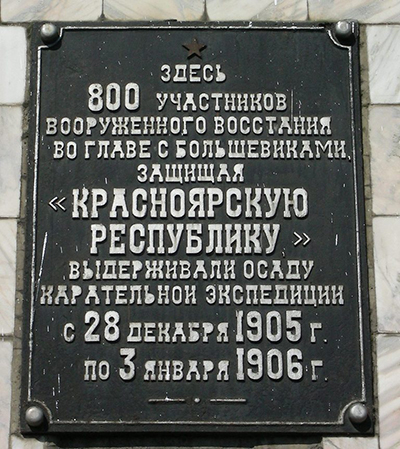 ЗДЕСЬ
800 УЧАСТНИКОВ
ВООРУЖЕННОГО ВОССТАНИЯ
ВО ГЛАВЕ С БОЛЬШЕВИКАМИ,
ЗАЩИЩАЯ
«КРАСНОЯРСКУЮ
РЕСПУБЛИКУ»
ВЫДЕРЖИВАЛИ ОСАДУ
КАРАТЕЛЬНОЙ ЭКСПЕДИЦИИ
С 28 ДЕКАБРЯ 1905 Г.
ПО 3 ЯНВАРЯ 1906 Г.